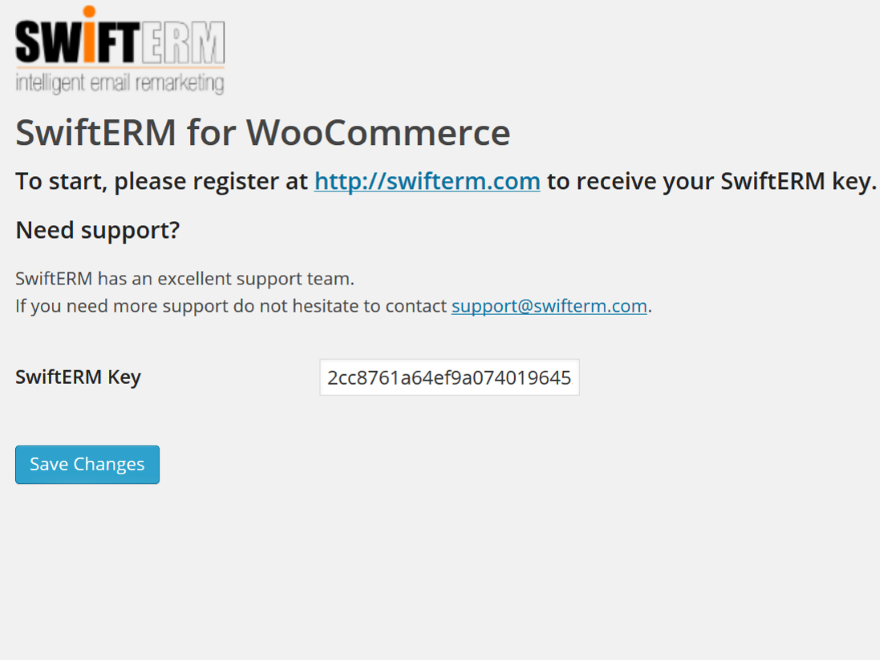 SWiFTERM
intelligent email remarketing
SwiftERM for WooCommerce
To start, please register at http://swifterm.com to receive your SwiftERM key.
Need support?
SwiftERM has an excellent support team.
If you need more support do not hesitate to contact support@swifterm.com.
SwiftERM Key 2cc8761a64ef9a074019645
Save Changes